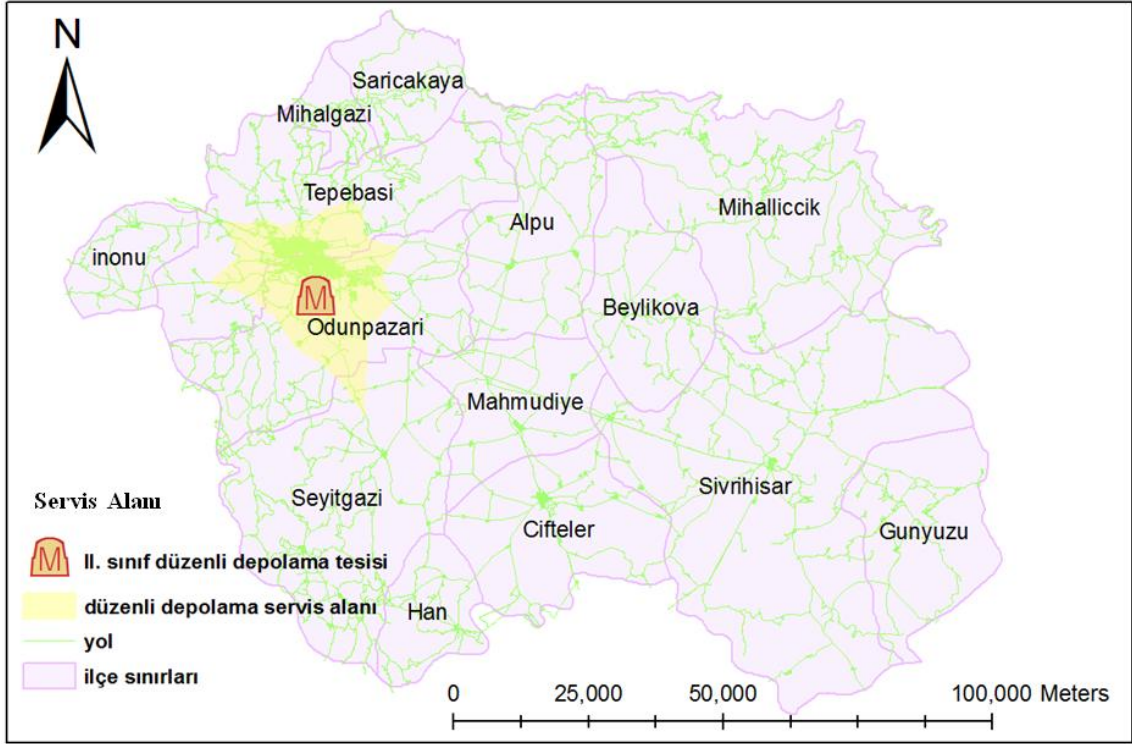 N
Saricakaya
Mihalgazi
Tepebasi
Mihalliccik
Alpu
inonu
Beylikova
M
Odunpazari
Mahmudiye
Sivrihisar
Seyitgazi
Servis Alanı
Cifteler
Gunyuzu
M II. sınıf düzenli depolama tesisi
düzenli depolama servis alanı
Han
yol
ilçe sınırları
0 25,000 50,000 100,000 Meters